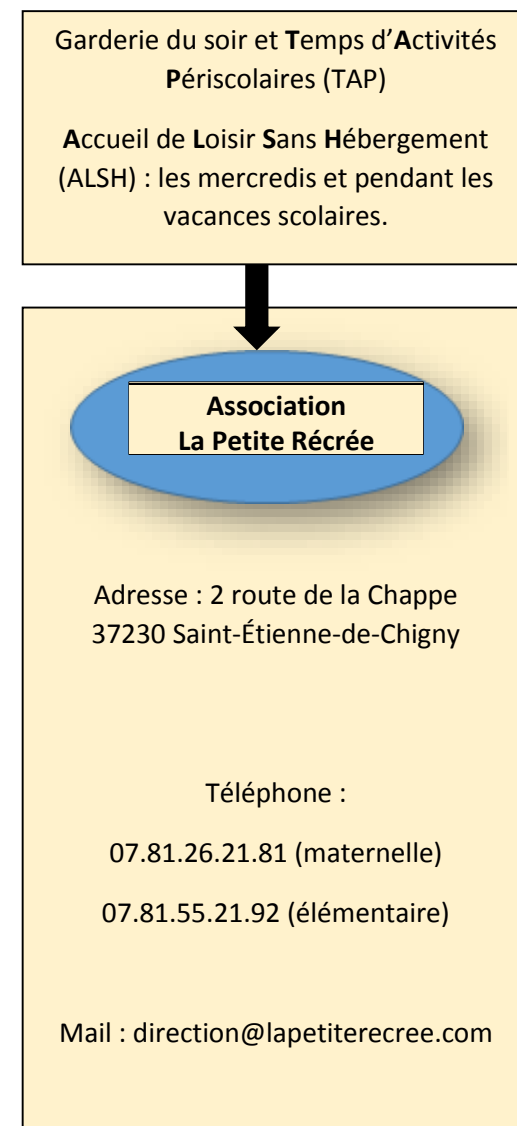 Garderie du soir et Temps d’Activités
Périscolaires (TAP)
Accueil de Loisir Sans Hébergement
(ALSH) : les mercredis et pendant les
vacances scolaires.
Association
La Petite Récrée
Adresse : 2 route de la Chappe
37230 Saint-Étienne-de-Chigny
Téléphone :
07.81.26.21.81 (maternelle)
07.81.55.21.92 (élémentaire)
Mail : direction@lapetiterecree.com